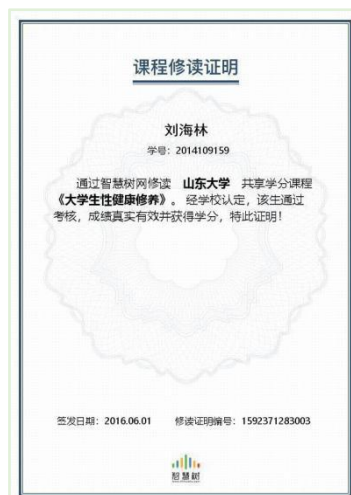 课程修读证明
刘海林
学号：2014109159
通过智慧树网修读 山东大学 共享学分课程
《大学生性健康修养》。经学校认定，该生通过
考核，成绩真实有效并获得学分，特此证明！
签发日期：2016.06.01 修读证明编号：1592371283003
智慧树